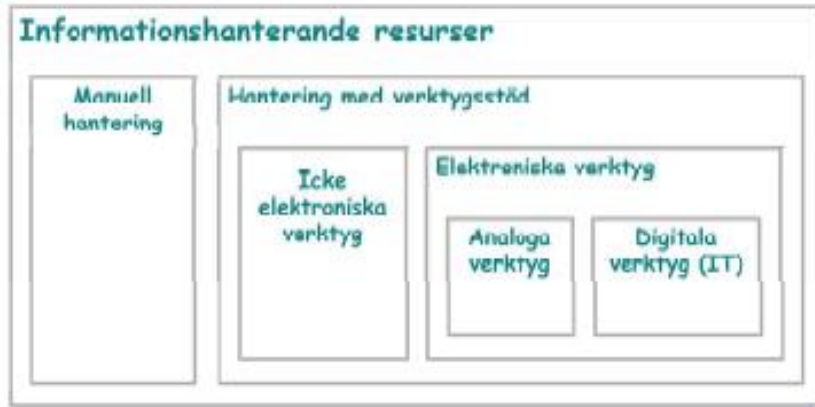 Informationshanterande resurser
Manuell
hantering
Hantering med verktygsstöd
Icke
elektroniska
verktyg
Elektroniska verktyg
Analoga
verktyg
Digitala
verktyg (IT)